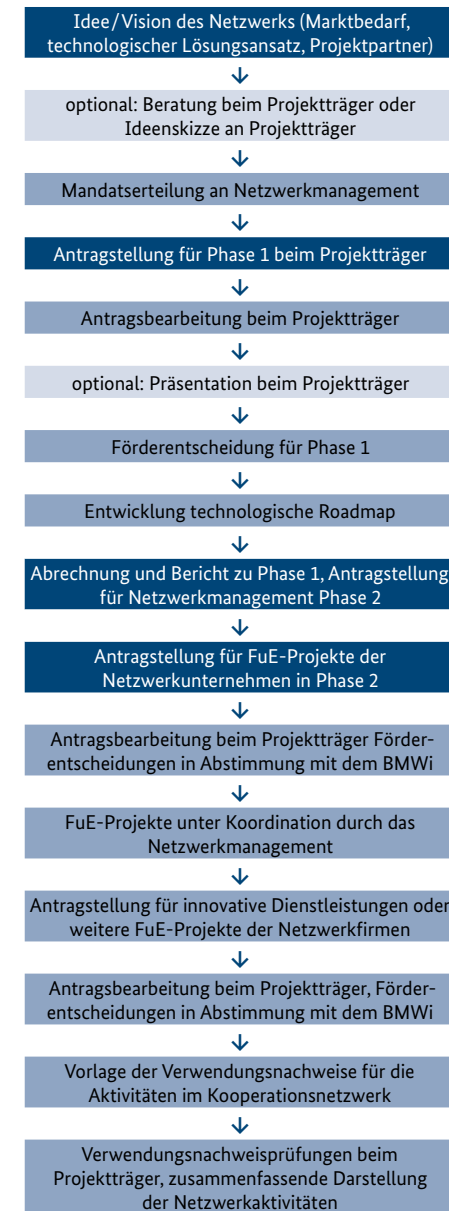 Idee/Vision des Netzwerks (Marktbedarf,
technologischer Lösungsansatz, Projektpartner)
optional: Beratung beim Projektträger oder
Ideenskizze an Projektträger
Mandatserteilung an Netzwerkmanagement
Antragstellung für Phase 1 beim Projektträger
Antragsbearbeitung beim Projektträger
optional: Präsentation beim Projektträger
Förderentscheidung für Phase 1
Entwicklung technologische Roadmap
Abrechnung und Bericht zu Phase 1, Antragstellung
für Netzwerkmanagement Phase 2
Antragstellung für FuE-Projekte der
Netzwerkunternehmen in Phase 2
Antragsbearbeitung beim Projektträger Förder-
entscheidungen in Abstimmung mit dem BMWi
FuE-Projekte unter Koordination durch das
Netzwerkmanagement
Antragstellung für innovative Dienstleistungen oder
weitere FuE-Projekte der Netzwerkfirmen
Antragsbearbeitung beim Projektträger, Förder-
entscheidungen in Abstimmung mit dem BMWi
Vorlage der Verwendungsnachweise für die
Aktivitäten im Kooperationsnetzwerk
Verwendungsnachweisprüfungen beim
Projektträger, zusammenfassende Darstellung
der Netzwerkaktivitäten